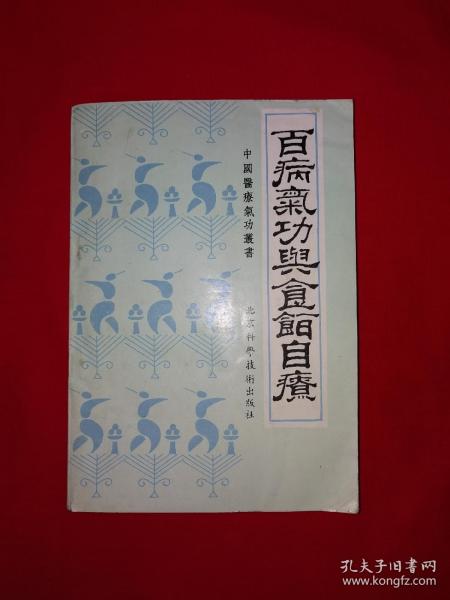 百病氣功與食餌自療
中國醫療氣功叢書
北京科學技術出版社
孔夫子旧书网
www.kongfz.com